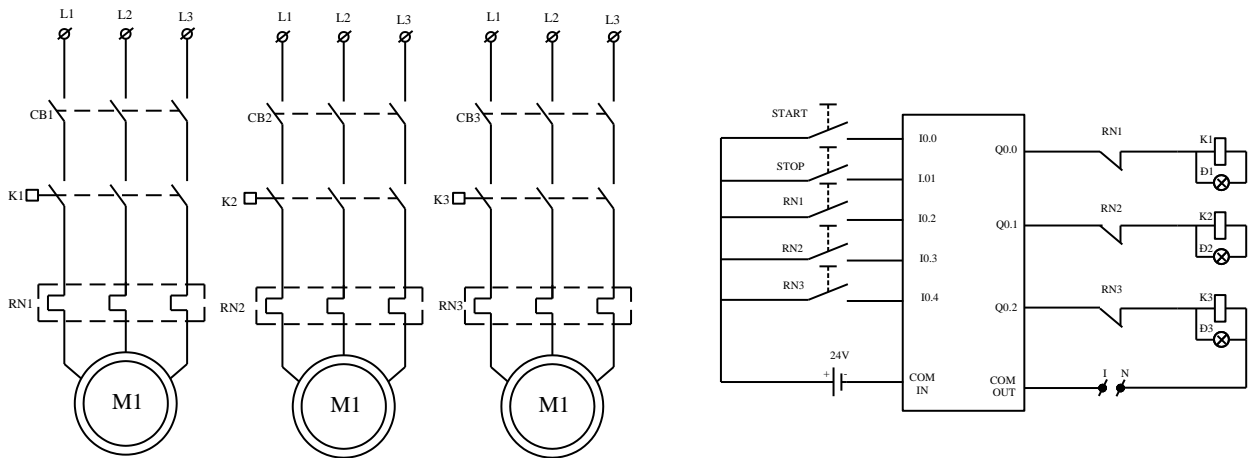 L1 L2 L3
L1 L2 L3
L1 L2 L3
CB1
CB2
CB3
K1
K2
K3
RN1
RN2
RN3
M1
M1
M1
START
STOP
RN1
RN2
RN3
24V
+ -
I0.0
I.01
I0.2
I0.3
I0.4
COM
IN
Q0.0
Q0.1
Q0.2
COM
OUT
RN1
K1
Đ1
RN2
K2
Đ2
RN3
K3
Đ3
I N